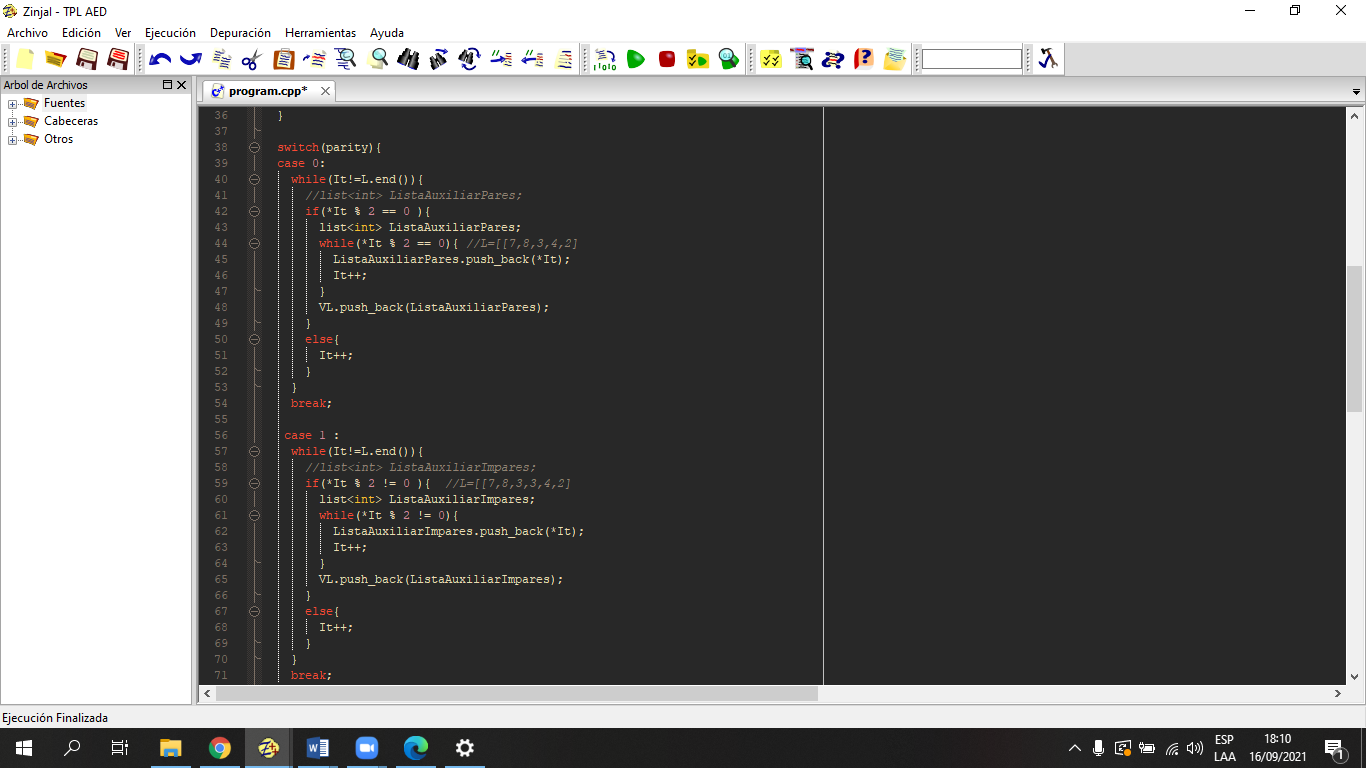 Zinjal - TPL AED
Archivo Edición Ver Ejecución Depuración Herramientas Ayuda
Arbol de Archivos
Fuentes
Cabeceras
Otros
program.cpp*
36 }
37
38 switch(parity){
39 case 0:
40 while(It!=L.end()){
41 //list<int> ListaAuxiliarPares;
42 if(*It % 2 == 0 ){
43 list<int> ListaAuxiliarPares;
44 while(*It % 2 == 0){ //L=[[7,8,3,4,2]
45 ListaAuxiliarPares.push_back(*It);
46 It++;
47 }
48 VL.push_back(ListaAuxiliarPares);
49 }
50 else{
51 It++;
52 }
53 }
54 break;
55
56 case 1 :
57 while(It!=L.end()){
58 //list<int> ListaAuxiliarImpares;
59 if(*It % 2 != 0 ){ //L=[[7,8,3,3,4,2]
60 list<int> ListaAuxiliarImpares;
61 while(*It % 2 != 0){
62 ListaAuxiliarImpares.push_back(*It);
63 It++;
64 }
65 VL.push_back(ListaAuxiliarImpares);
66 }
67 else{
68 It++;
69 }
70 }
71 break;
Ejecución Finalizada
ESP
LAA
18:10
16/09/2021
1